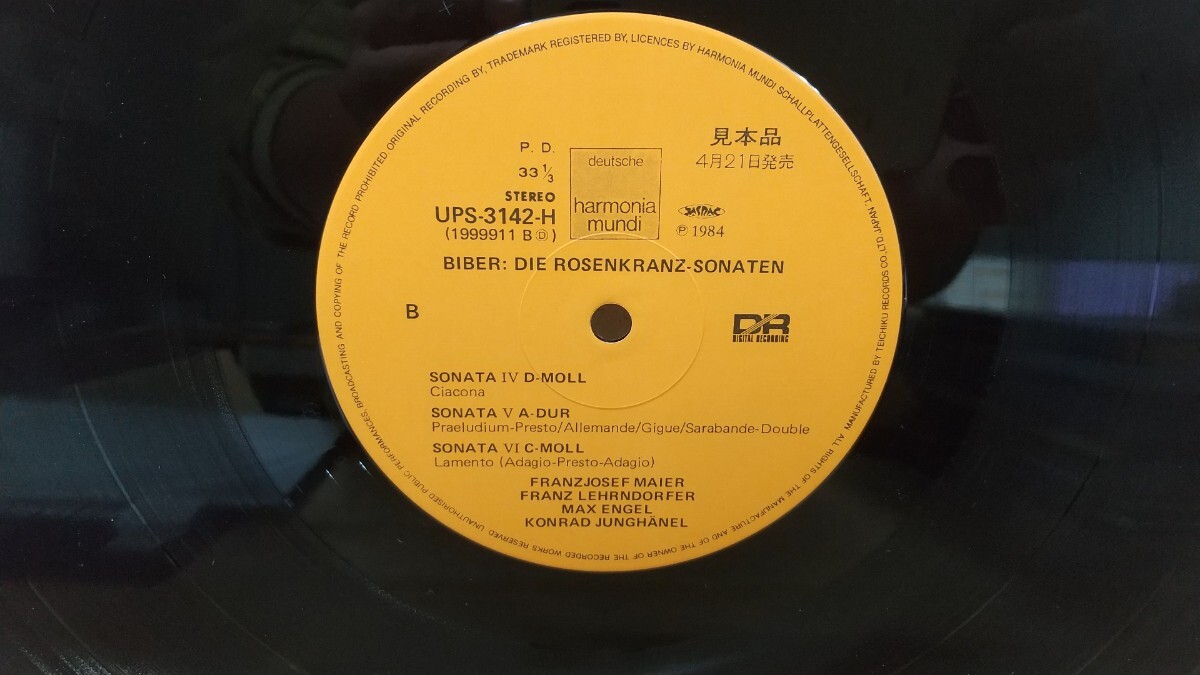 ALL RIGHTS OF THE MANUFACTURE AND OF THE OWNER OF THE RECORDED WORKS RESERVED. UNAUTHORISED PUBLIC PERFORMANCES, BROADCASTING AND COPYING OF THE RECORD PROHIBITED ORIGINAL RECORDING BY, TRADEMARK REGISTERED BY, LICENCES BY HARMONIA MUNDI SCHALLPLATTENGESELLSCHAFT, MANUFACTURED BY TEICHIKU RECORDS CO., LTD. JAPAN
P. D.
33 1/3
STEREO
UPS-3142-H
(1999911 B Ⓓ)
deutsche
harmonia
mundi
見本品
4月21日発売
JASRAC
℗ 1984
BIBER: DIE ROSENKRANZ-SONATEN
B
DR
DIGITAL RECORDING
SONATA IV D-MOLL
Ciacona
SONATA V A-DUR
Praeludium-Presto/Allemande/Gigue/Sarabande-Double
SONATA VI C-MOLL
Lamento (Adagio-Presto-Adagio)
FRANZJOSEF MAIER
FRANZ LEHRNDORFER
MAX ENGEL
KONRAD JUNGHÄNEL